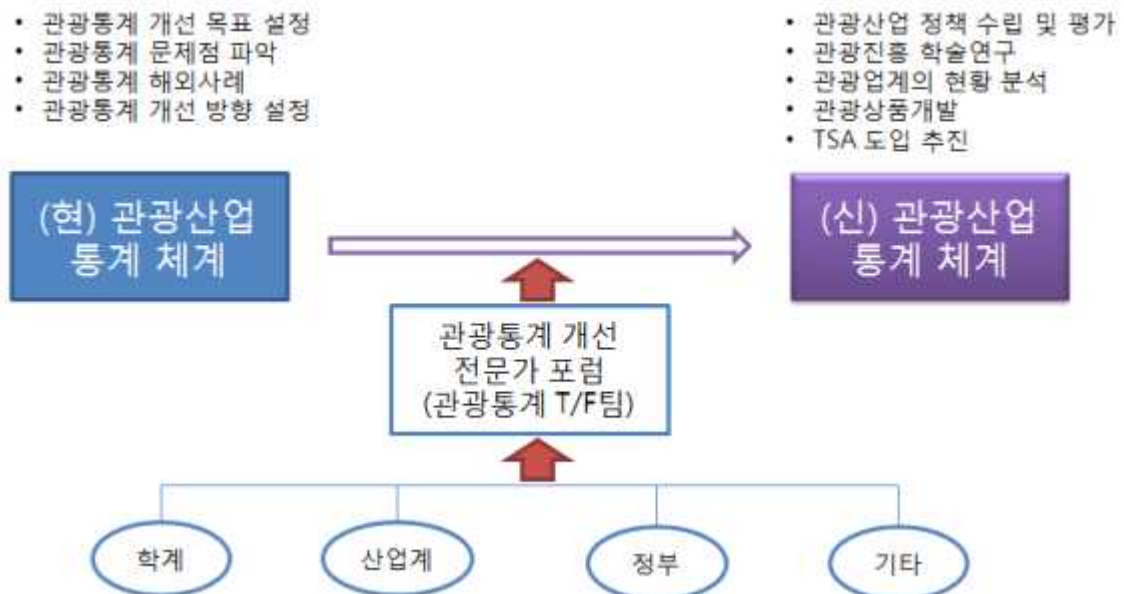 • 관광통계 개선 목표 설정
• 관광통계 문제점 파악
• 관광통계 해외사례
• 관광통계 개선 방향 설정
• 관광산업 정책 수립 및 평가
• 관광진흥 학술연구
• 관광업계의 현황 분석
• 관광상품개발
• TSA 도입 추진
(현) 관광산업
통계 체계
(신) 관광산업
통계 체계
관광통계 개선
전문가 포럼
(관광통계 T/F팀)
학계
산업계
정부
기타